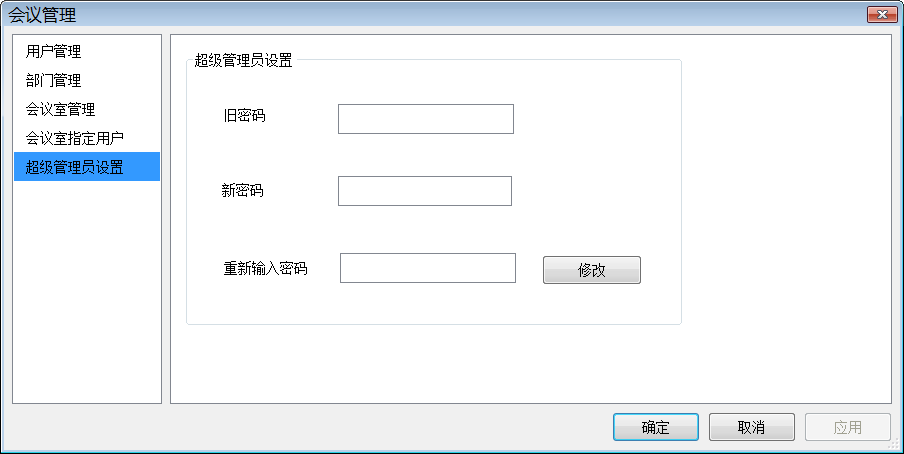 会议管理
用户管理
部门管理
会议室管理
会议室指定用户
超级管理员设置
超级管理员设置
旧密码
新密码
重新输入密码
修改
确定
取消
应用